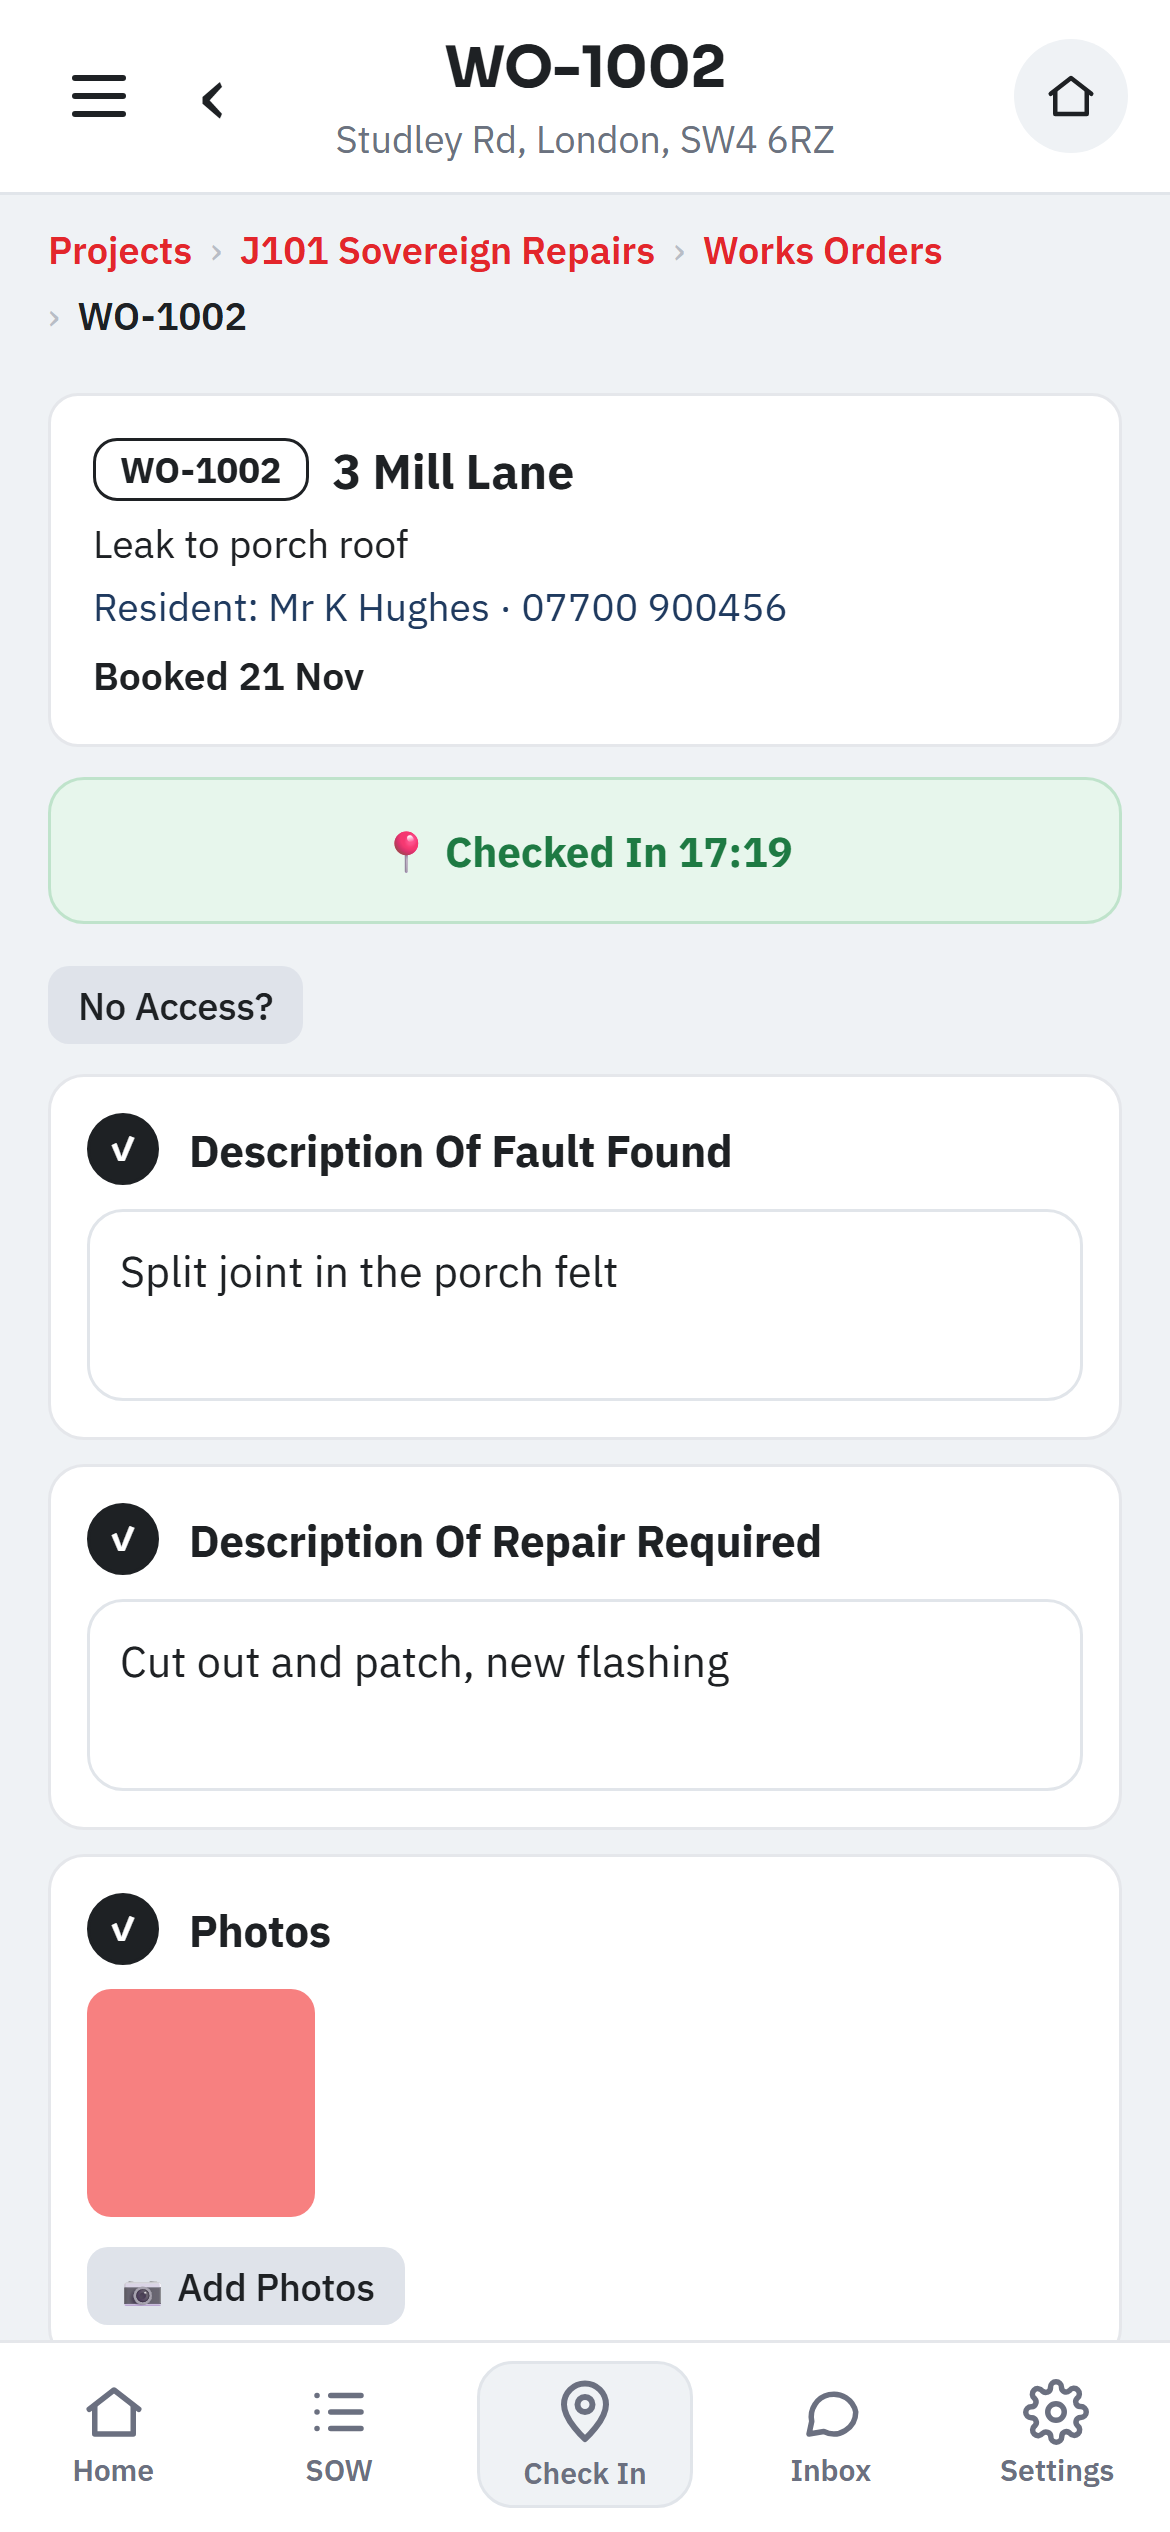 WO-1002
Studley Rd, London, SW4 6RZ
Projects › J101 Sovereign Repairs › Works Orders
› WO-1002
WO-1002 3 Mill Lane
Leak to porch roof
Resident: Mr K Hughes · 07700 900456
Booked 21 Nov
Checked In 17:19
No Access?
Description Of Fault Found
Split joint in the porch felt
Description Of Repair Required
Cut out and patch, new flashing
Photos
Add Photos
Home SOW Check In Inbox Settings